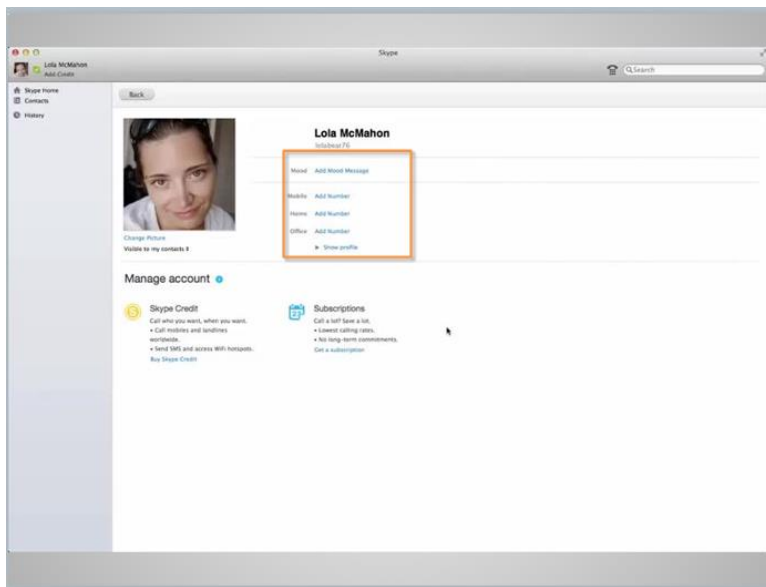 Skype
Lola McMahon
Add Credit
Search
Skype Home
Contacts
History
Back
Lola McMahon
lolabear76
Mood Add Mood Message
Mobile Add Number
Home Add Number
Office Add Number
Show profile
Change Picture
Visible to my contacts
Manage account
Skype Credit
Call who you want, when you want.
• Call mobiles and landlines
worldwide.
• Send SMS and access WiFi hotspots.
Buy Skype Credit
Subscriptions
Call a lot? Save a lot.
• Lowest calling rates.
• No long-term commitments.
Get a subscription